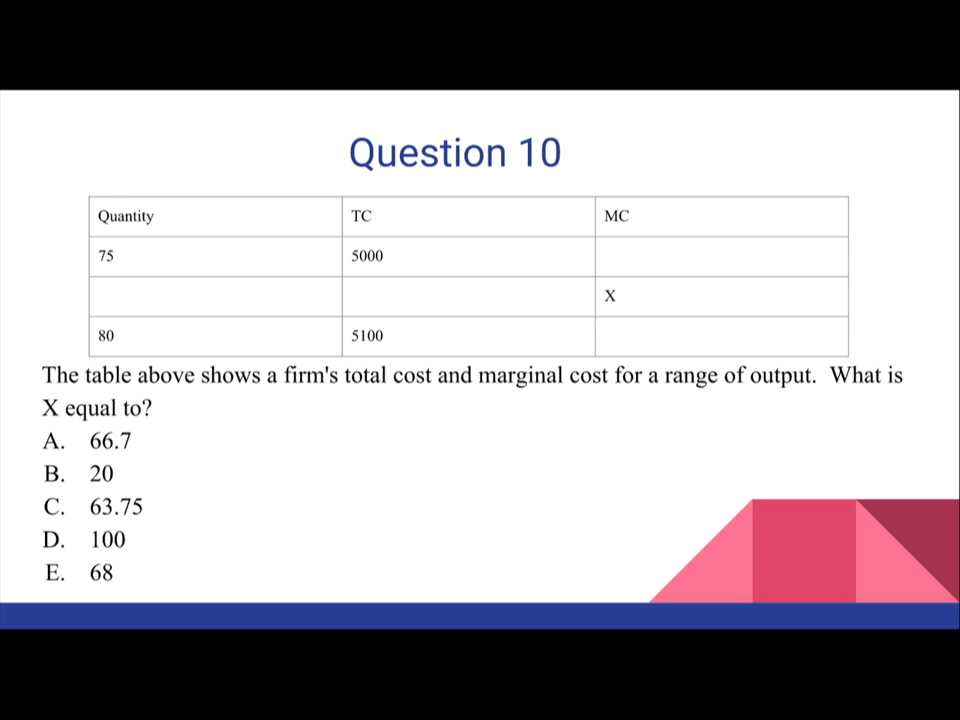 Question 10
Quantity TC MC
75 5000
X
80 5100
The table above shows a firm's total cost and marginal cost for a range of output. What is
X equal to?
A. 66.7
B. 20
C. 63.75
D. 100
E. 68